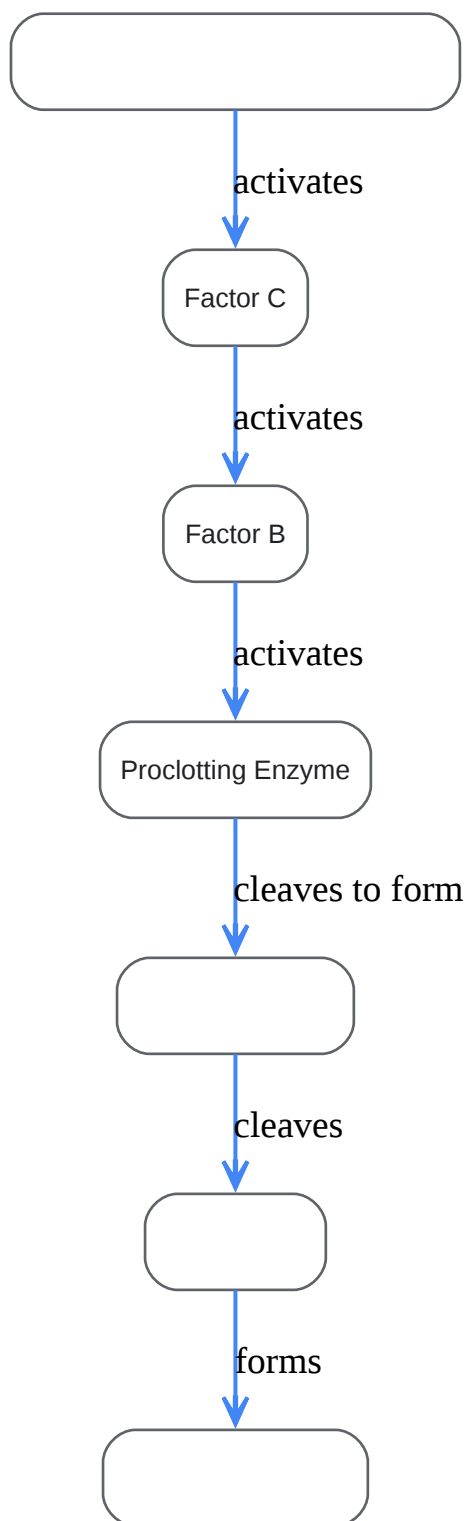 activates
Factor C
activates
Factor B
activates
Proclotting Enzyme
cleaves to form
cleaves
forms